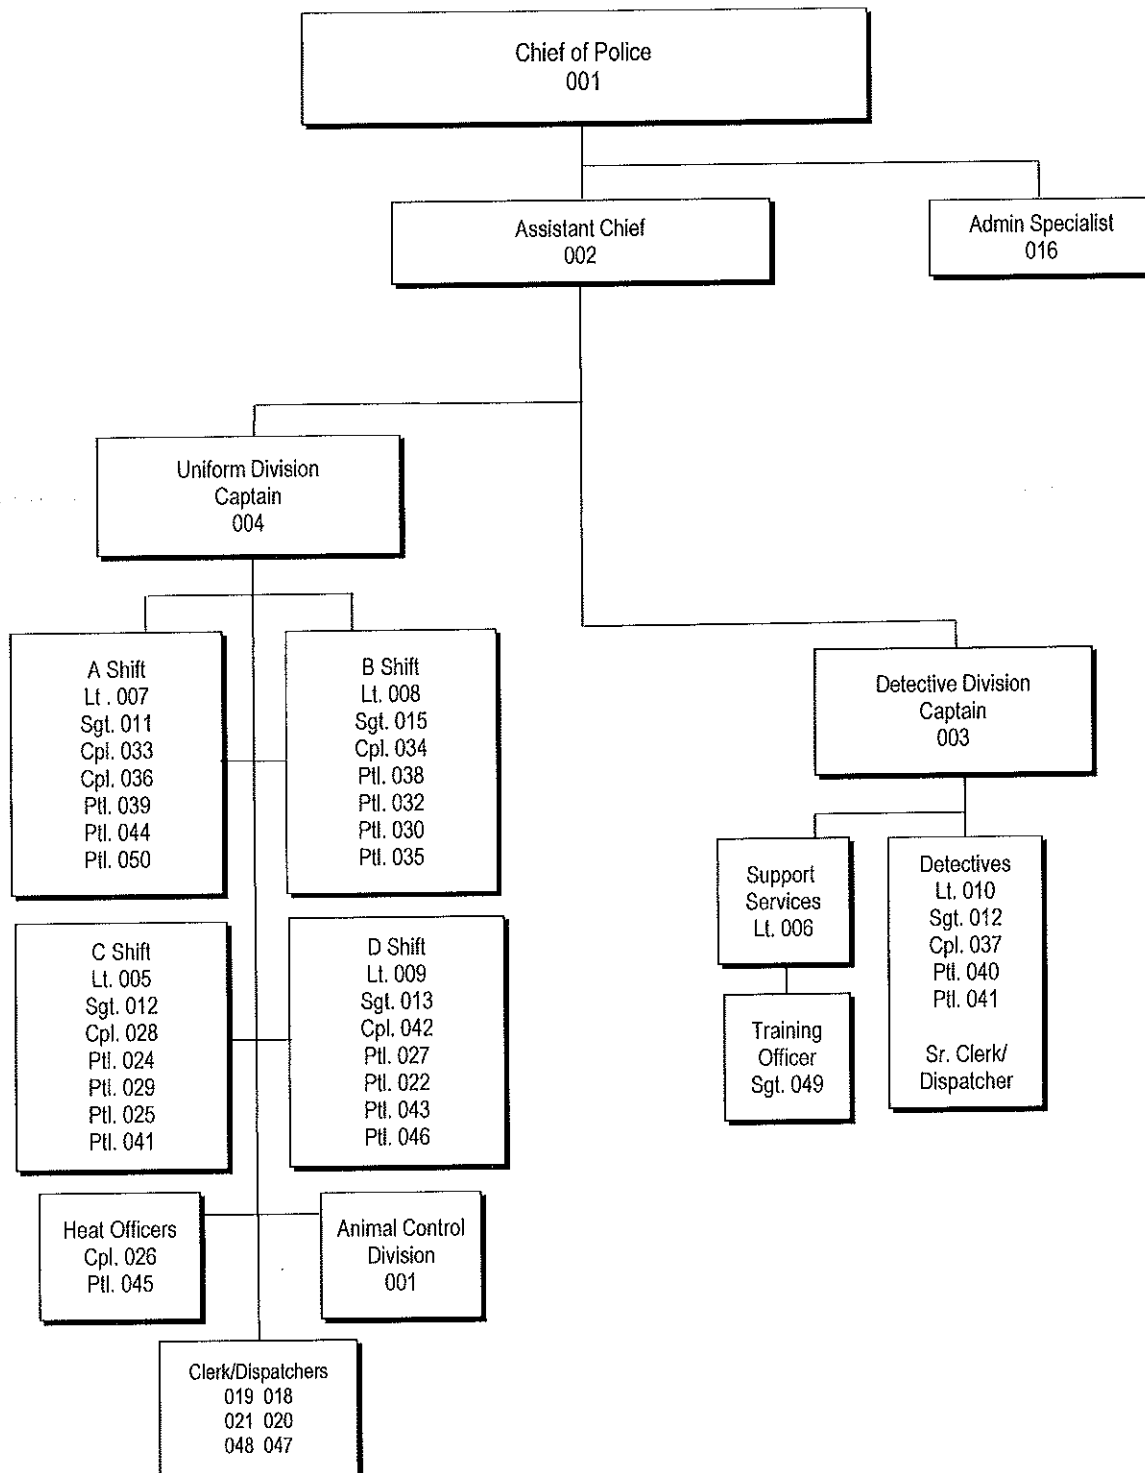 Chief of Police
001
Assistant Chief
002
Admin Specialist
016
Uniform Division
Captain
004
A Shift
Lt . 007
Sgt. 011
Cpl. 033
Cpl. 036
Ptl. 039
Ptl. 044
Ptl. 050
B Shift
Lt. 008
Sgt. 015
Cpl. 034
Ptl. 038
Ptl. 032
Ptl. 030
Ptl. 035
C Shift
Lt. 005
Sgt. 012
Cpl. 028
Ptl. 024
Ptl. 029
Ptl. 025
Ptl. 041
D Shift
Lt. 009
Sgt. 013
Cpl. 042
Ptl. 027
Ptl. 022
Ptl. 043
Ptl. 046
Heat Officers
Cpl. 026
Ptl. 045
Animal Control
Division
001
Clerk/Dispatchers
019 018
021 020
048 047
Detective Division
Captain
003
Support
Services
Lt. 006
Training
Officer
Sgt. 049
Detectives
Lt. 010
Sgt. 012
Cpl. 037
Ptl. 040
Ptl. 041
Sr. Clerk/
Dispatcher